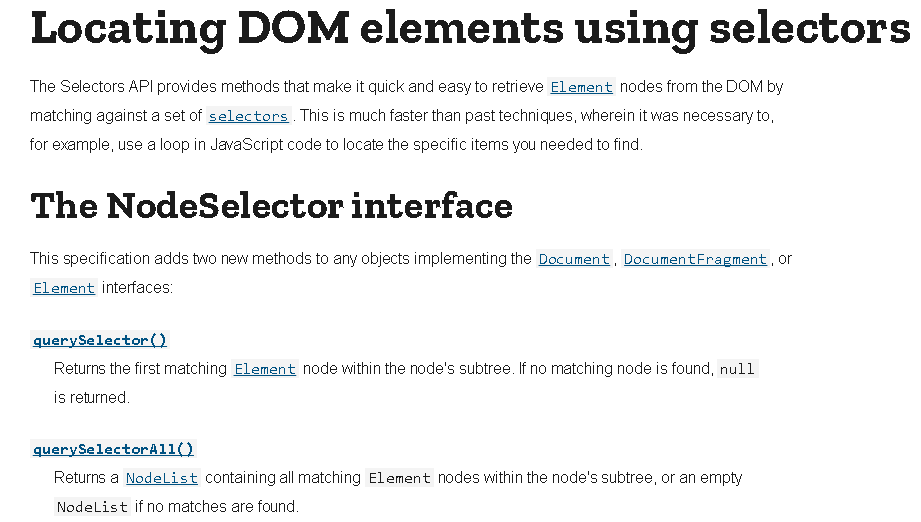 Locating DOM elements using selectors
The Selectors API provides methods that make it quick and easy to retrieve Element nodes from the DOM by
matching against a set of selectors . This is much faster than past techniques, wherein it was necessary to,
for example, use a loop in JavaScript code to locate the specific items you needed to find.
The NodeSelector interface
This specification adds two new methods to any objects implementing the Document , DocumentFragment , or
Element interfaces:
querySelector()
Returns the first matching Element node within the node's subtree. If no matching node is found, null
is returned.
querySelectorAll()
Returns a NodeList containing all matching Element nodes within the node's subtree, or an empty
NodeList if no matches are found.